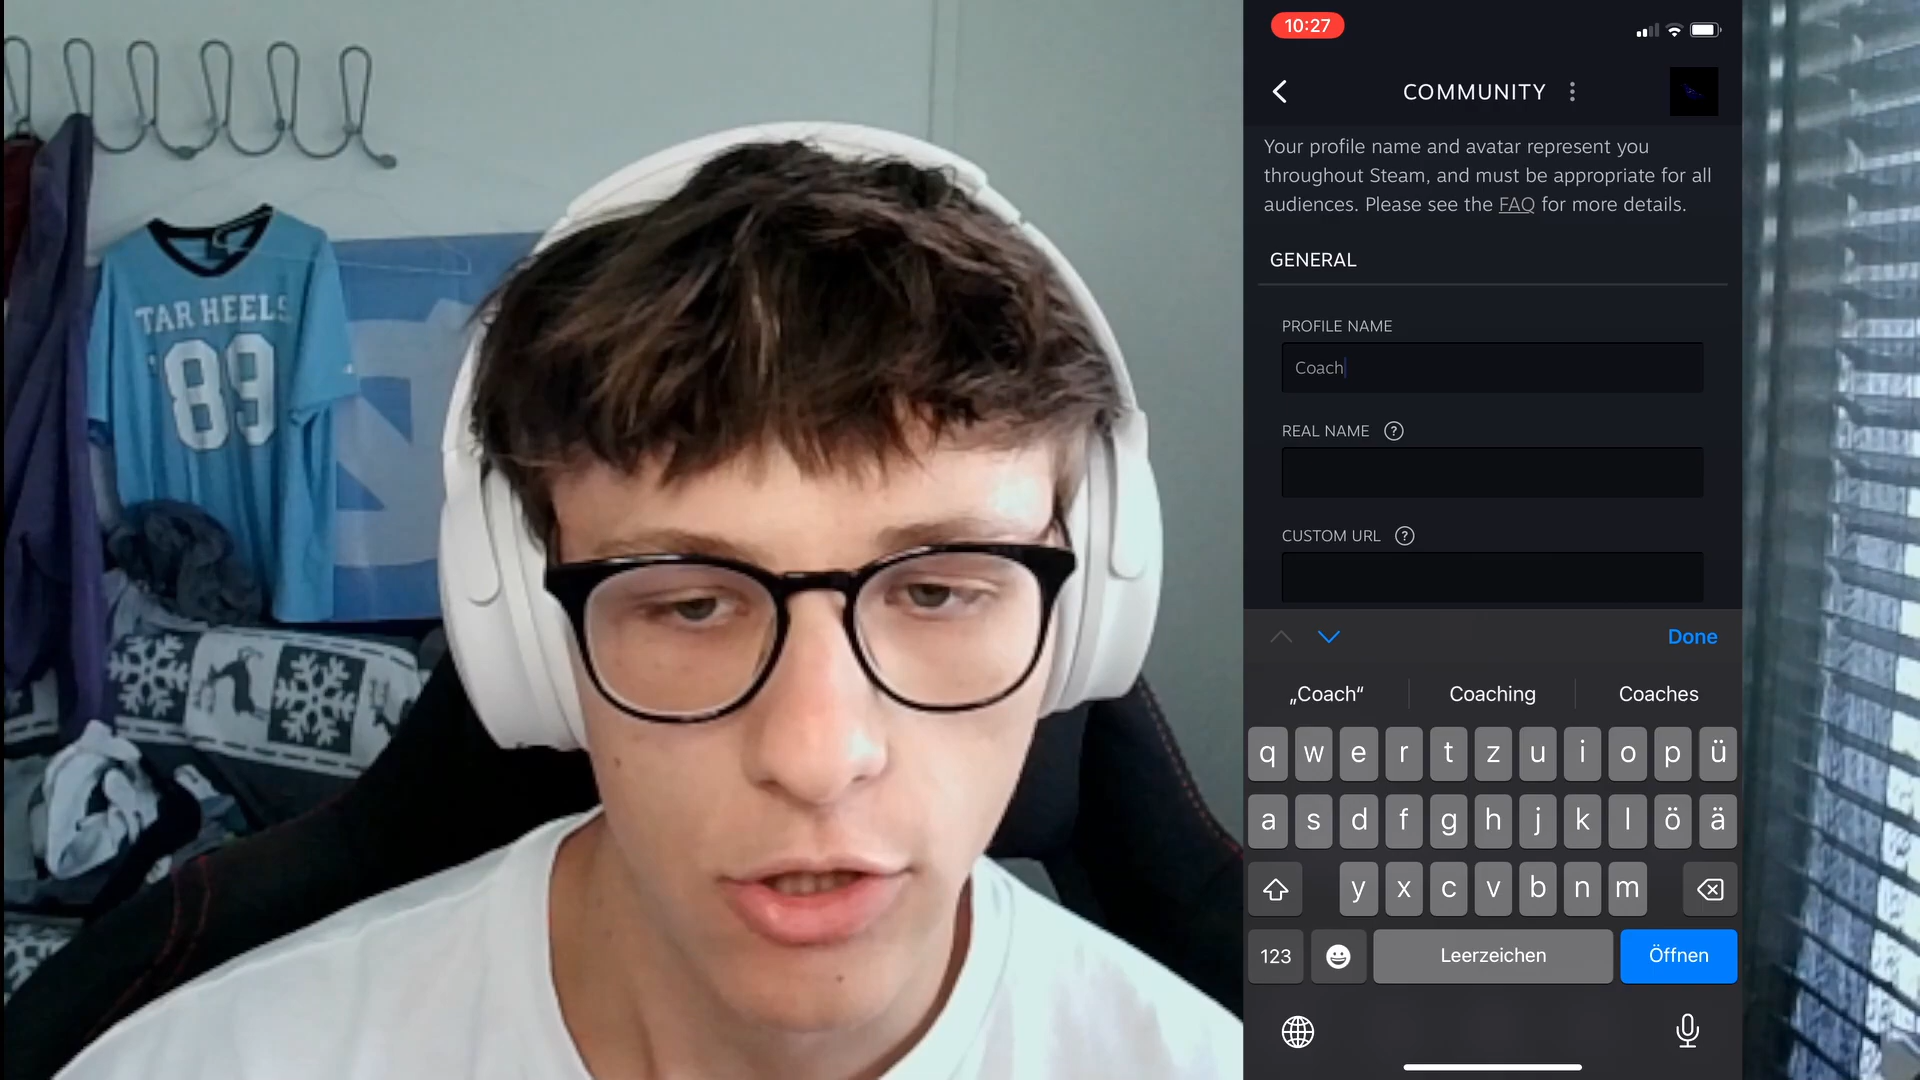 TAR HEELS
89
10:27
COMMUNITY
Your profile name and avatar represent you
throughout Steam, and must be appropriate for all
audiences. Please see the FAQ for more details.
GENERAL
PROFILE NAME
Coach
REAL NAME ?
CUSTOM URL ?
Done
„Coach“ Coaching Coaches
q w e r t z u i o p ü
a s d f g h j k l ö ä
y x c v b n m
123 Leerzeichen Öffnen